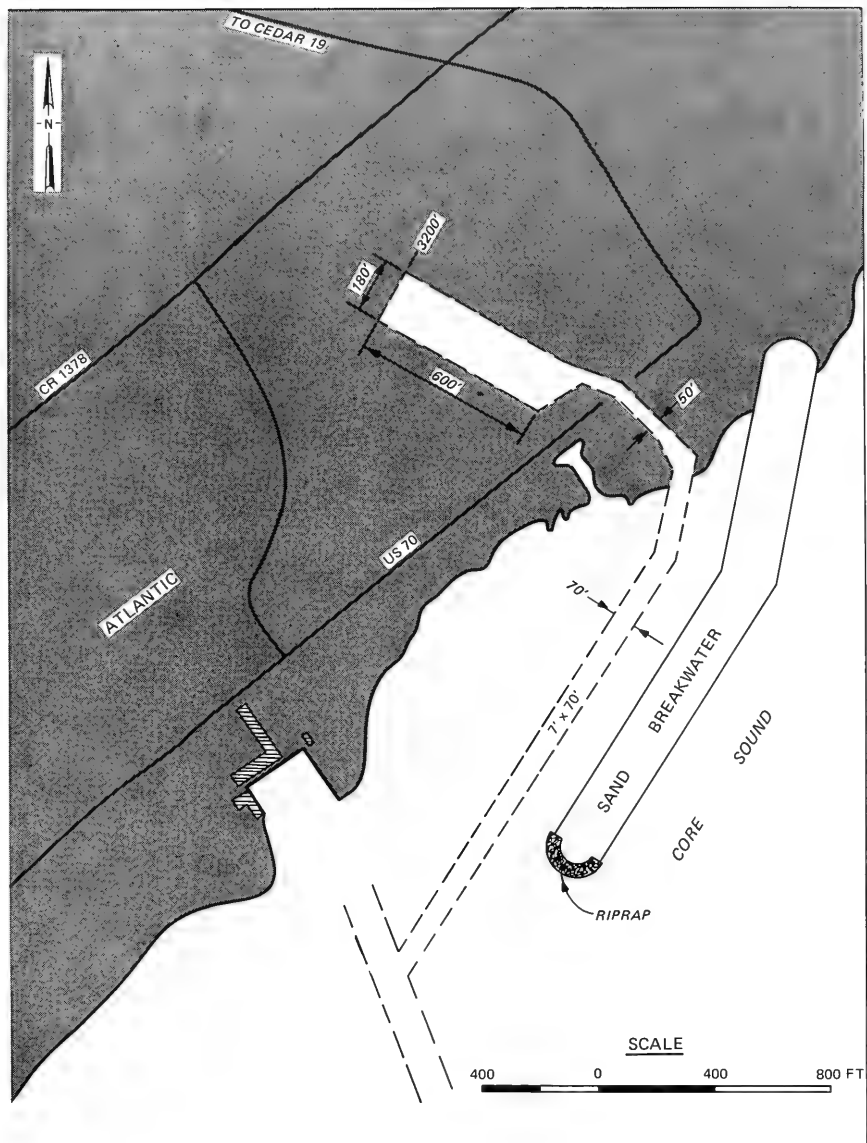 TO CEDAR 19
N
3200'
180'
CR 1378
600'
50'
US 70
ATLANTIC
70'
7' x 70'
SAND BREAKWATER
CORE SOUND
RIPRAP
SCALE
400 0 400 800 FT